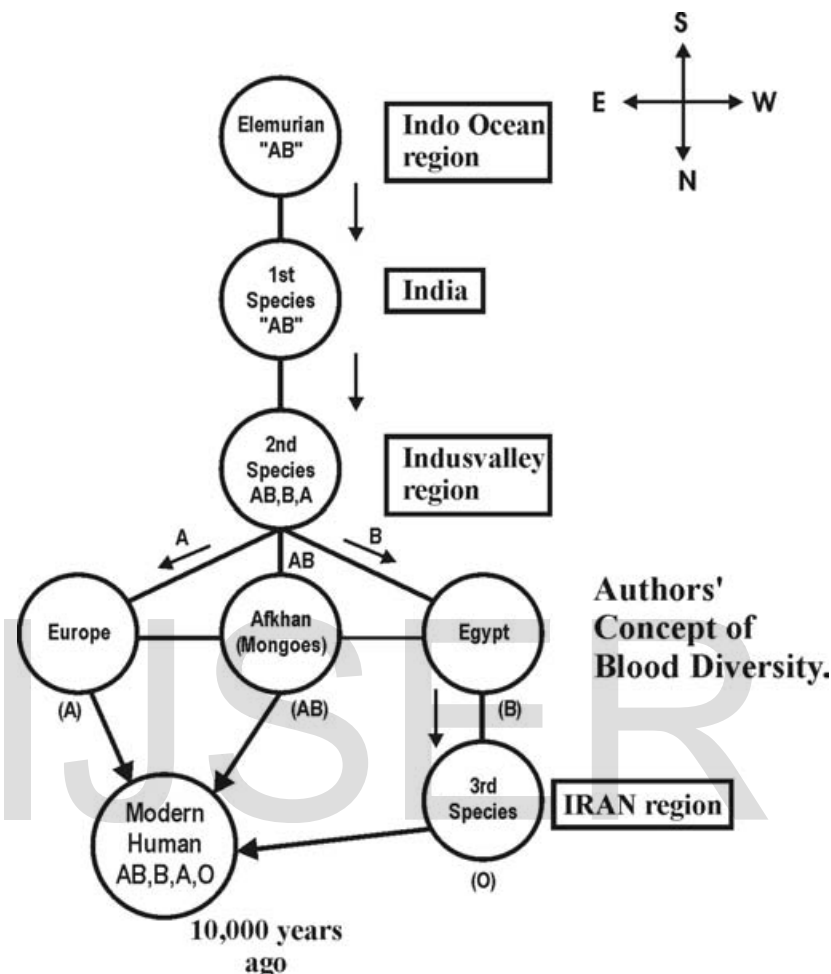 S
E
W
N
Elemurian
"AB"
Indo Ocean
region
1st
Species
"AB"
India
2nd
Species
AB,B,A
Indusvalley
region
A
AB
B
Europe
Afkhan
(Mongoes)
Egypt
Authors'
Concept of
Blood Diversity.
(A)
(AB)
(B)
IJSER
3rd
Species
IRAN region
(O)
Modern
Human
AB,B,A,O
10,000 years
ago